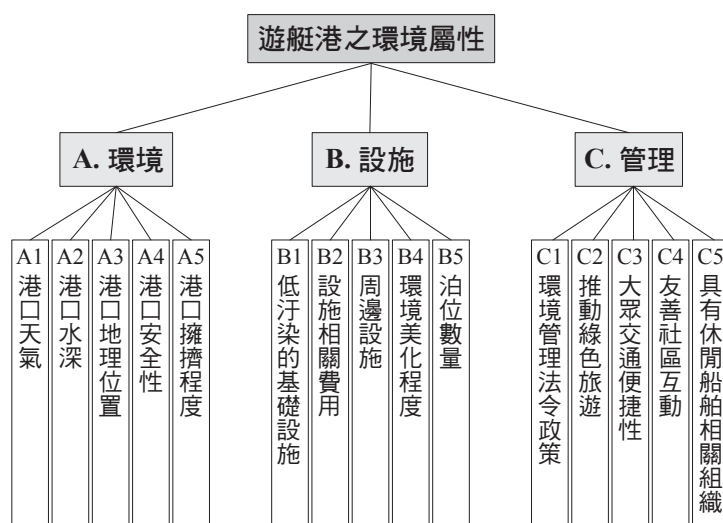 遊艇港之環境屬性
A. 環境
B. 設施
C. 管理
A1 港口天氣
A2 港口水深
A3 港口地理位置
A4 港口安全性
A5 港口擁擠程度
B1 低汙染的基礎設施
B2 設施相關費用
B3 周邊設施
B4 環境美化程度
B5 泊位數量
C1 環境管理法令政策
C2 推動綠色旅遊
C3 大眾交通便捷性
C4 友善社區互動
C5 具有休閒船舶相關組織